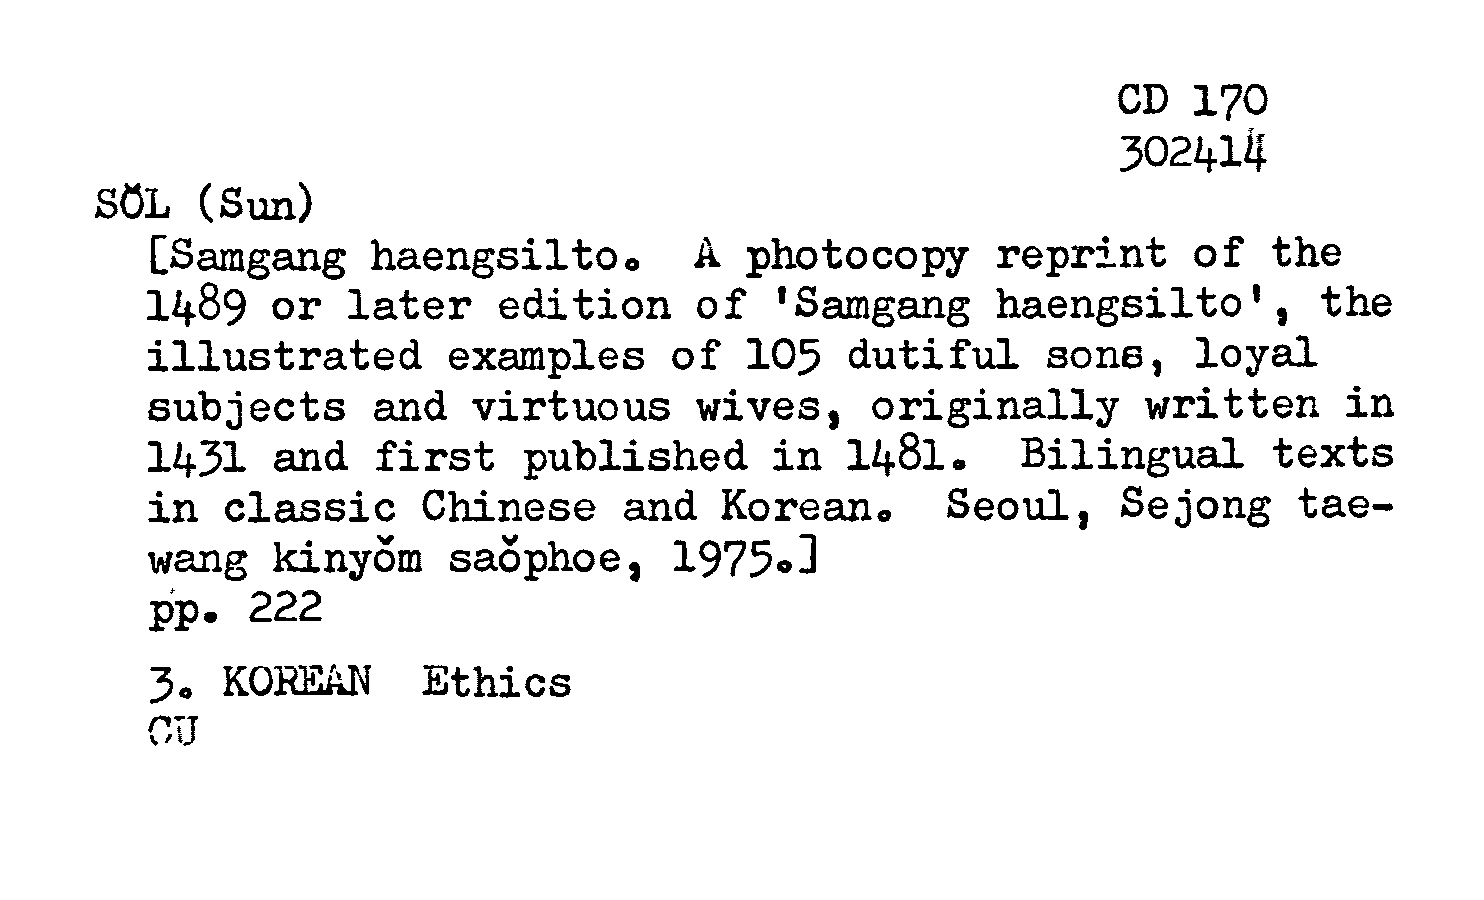 CD 170
302414
SŎL (Sun)
[Samgang haengsilto. A photocopy reprint of the
1489 or later edition of 'Samgang haengsilto', the
illustrated examples of 105 dutiful sons, loyal
subjects and virtuous wives, originally written in
1431 and first published in 1481. Bilingual texts
in classic Chinese and Korean. Seoul, Sejong tae-
wang kinyŏm saŏphoe, 1975.]
pp. 222
3. KOREAN Ethics
CU